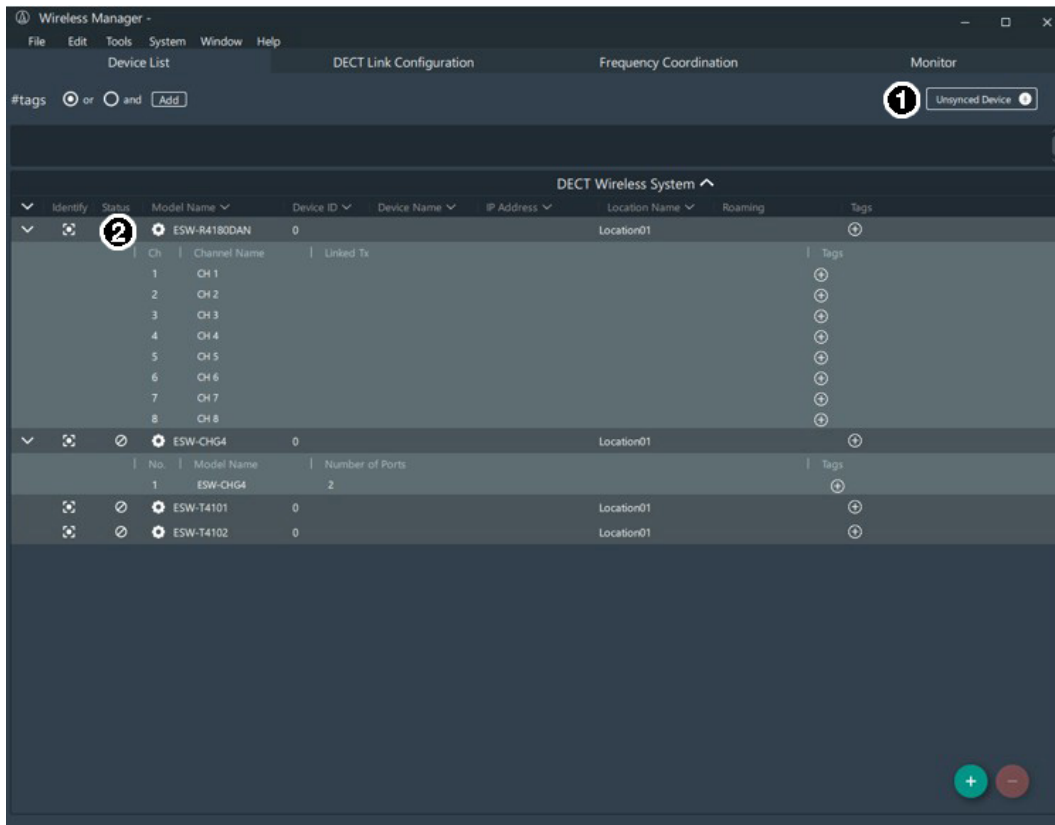 Wireless Manager -
File Edit Tools System Window Help
Device List DECT Link Configuration Frequency Coordination Monitor
#tags or and Add 1 Unsynced Device
DECT Wireless System
Identify Status Model Name Device ID Device Name IP Address Location Name Roaming Tags
2 ESW-R4180DAN 0 Location01
Ch Channel Name Linked Tx Tags
1 CH 1
2 CH 2
3 CH 3
4 CH 4
5 CH 5
6 CH 6
7 CH 7
8 CH 8
ESW-CHG4 0 Location01
No. Model Name Number of Ports Tags
1 ESW-CHG4 2
ESW-T4101 0 Location01
ESW-T4102 0 Location01